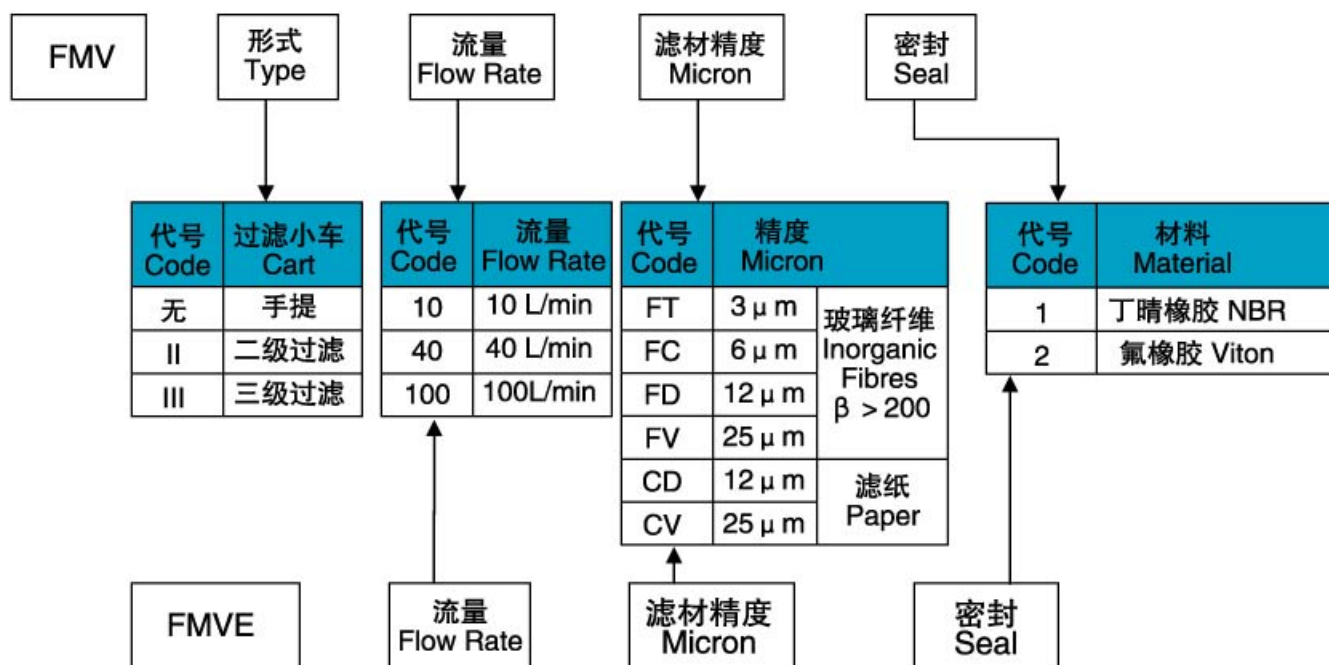 FMV
形式
Type
流量
Flow Rate
滤材精度
Micron
密封
Seal
代号
Code
过滤小车
Cart
无
手提
II
二级过滤
III
三级过滤
代号
Code
流量
Flow Rate
10
10 L/min
40
40 L/min
100
100L/min
代号
Code
精度
Micron
FT
3 μ m
FC
6 μ m
FD
12 μ m
FV
25 μ m
玻璃纤维
Inorganic
Fibres
β > 200
CD
12 μ m
CV
25 μ m
滤纸
Paper
代号
Code
材料
Material
1
丁晴橡胶 NBR
2
氟橡胶 Viton
FMVE
流量
Flow Rate
滤材精度
Micron
密封
Seal